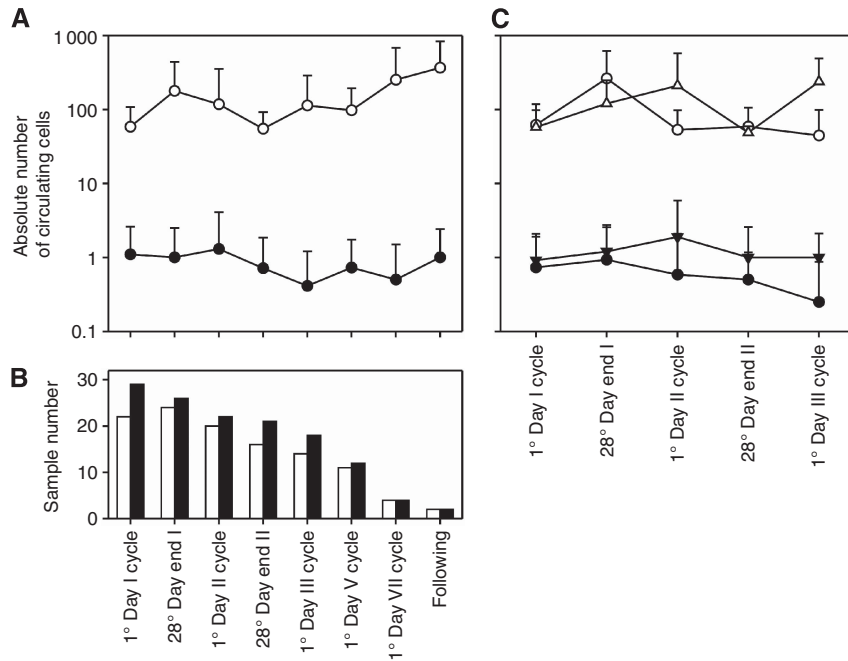 A
Absolute number
of circulating cells
1 000
100
10
1
0.1
B
Sample number
30
20
10
0
1° Day I cycle
28° Day end I
1° Day II cycle
28° Day end II
1° Day III cycle
1° Day V cycle
1° Day VII cycle
Following
C
1° Day I cycle
28° Day end I
1° Day II cycle
28° Day end II
1° Day III cycle